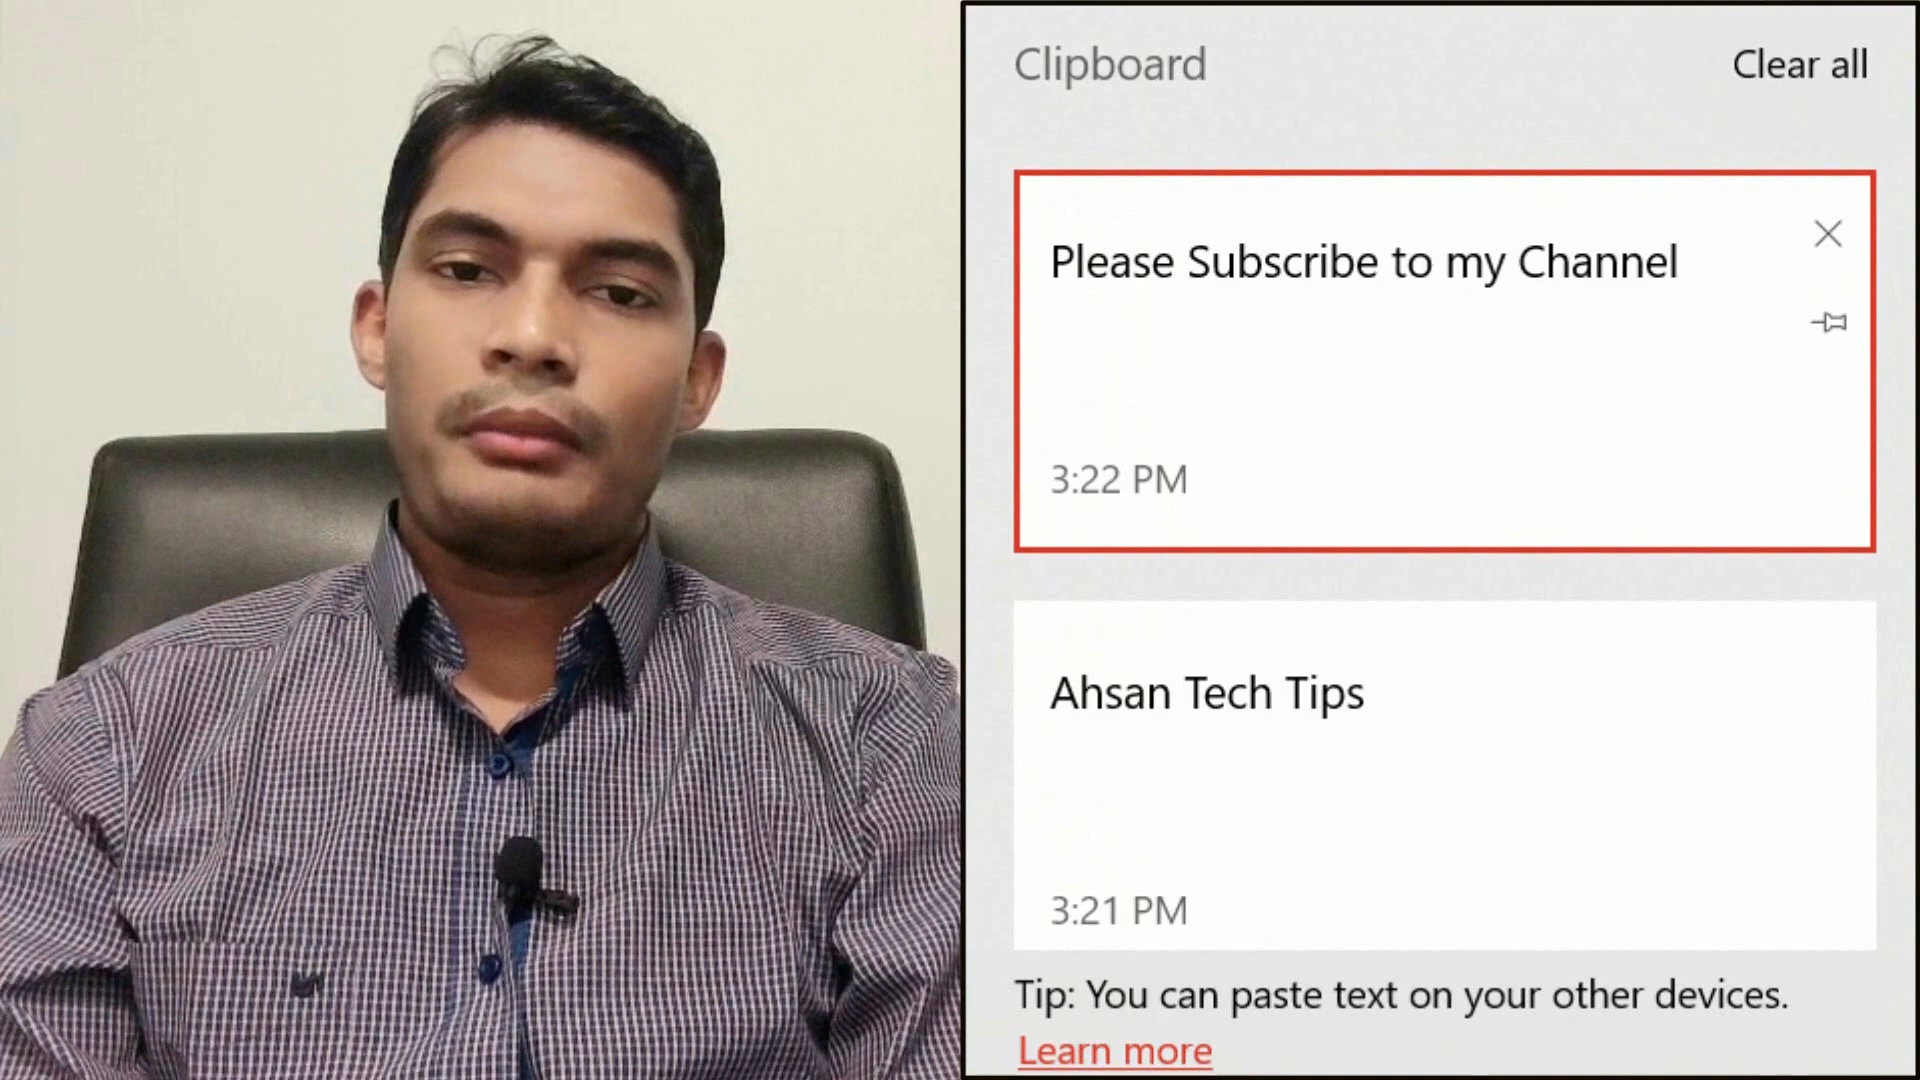 Clipboard
Clear all
Please Subscribe to my Channel
3:22 PM
Ahsan Tech Tips
3:21 PM
Tip: You can paste text on your other devices.
Learn more